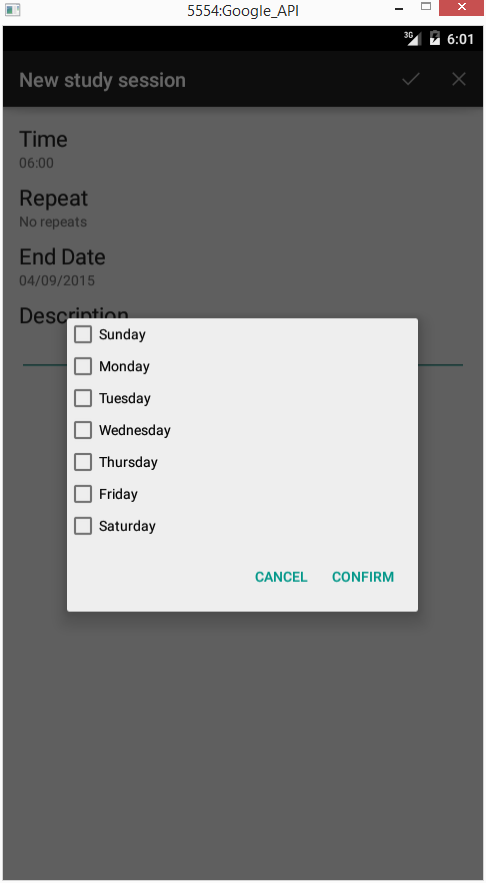 5554:Google_API
3G 6:01
New study session
Time
06:00
Repeat
No repeats
End Date
04/09/2015
Description
Sunday
Monday
Tuesday
Wednesday
Thursday
Friday
Saturday
CANCEL CONFIRM